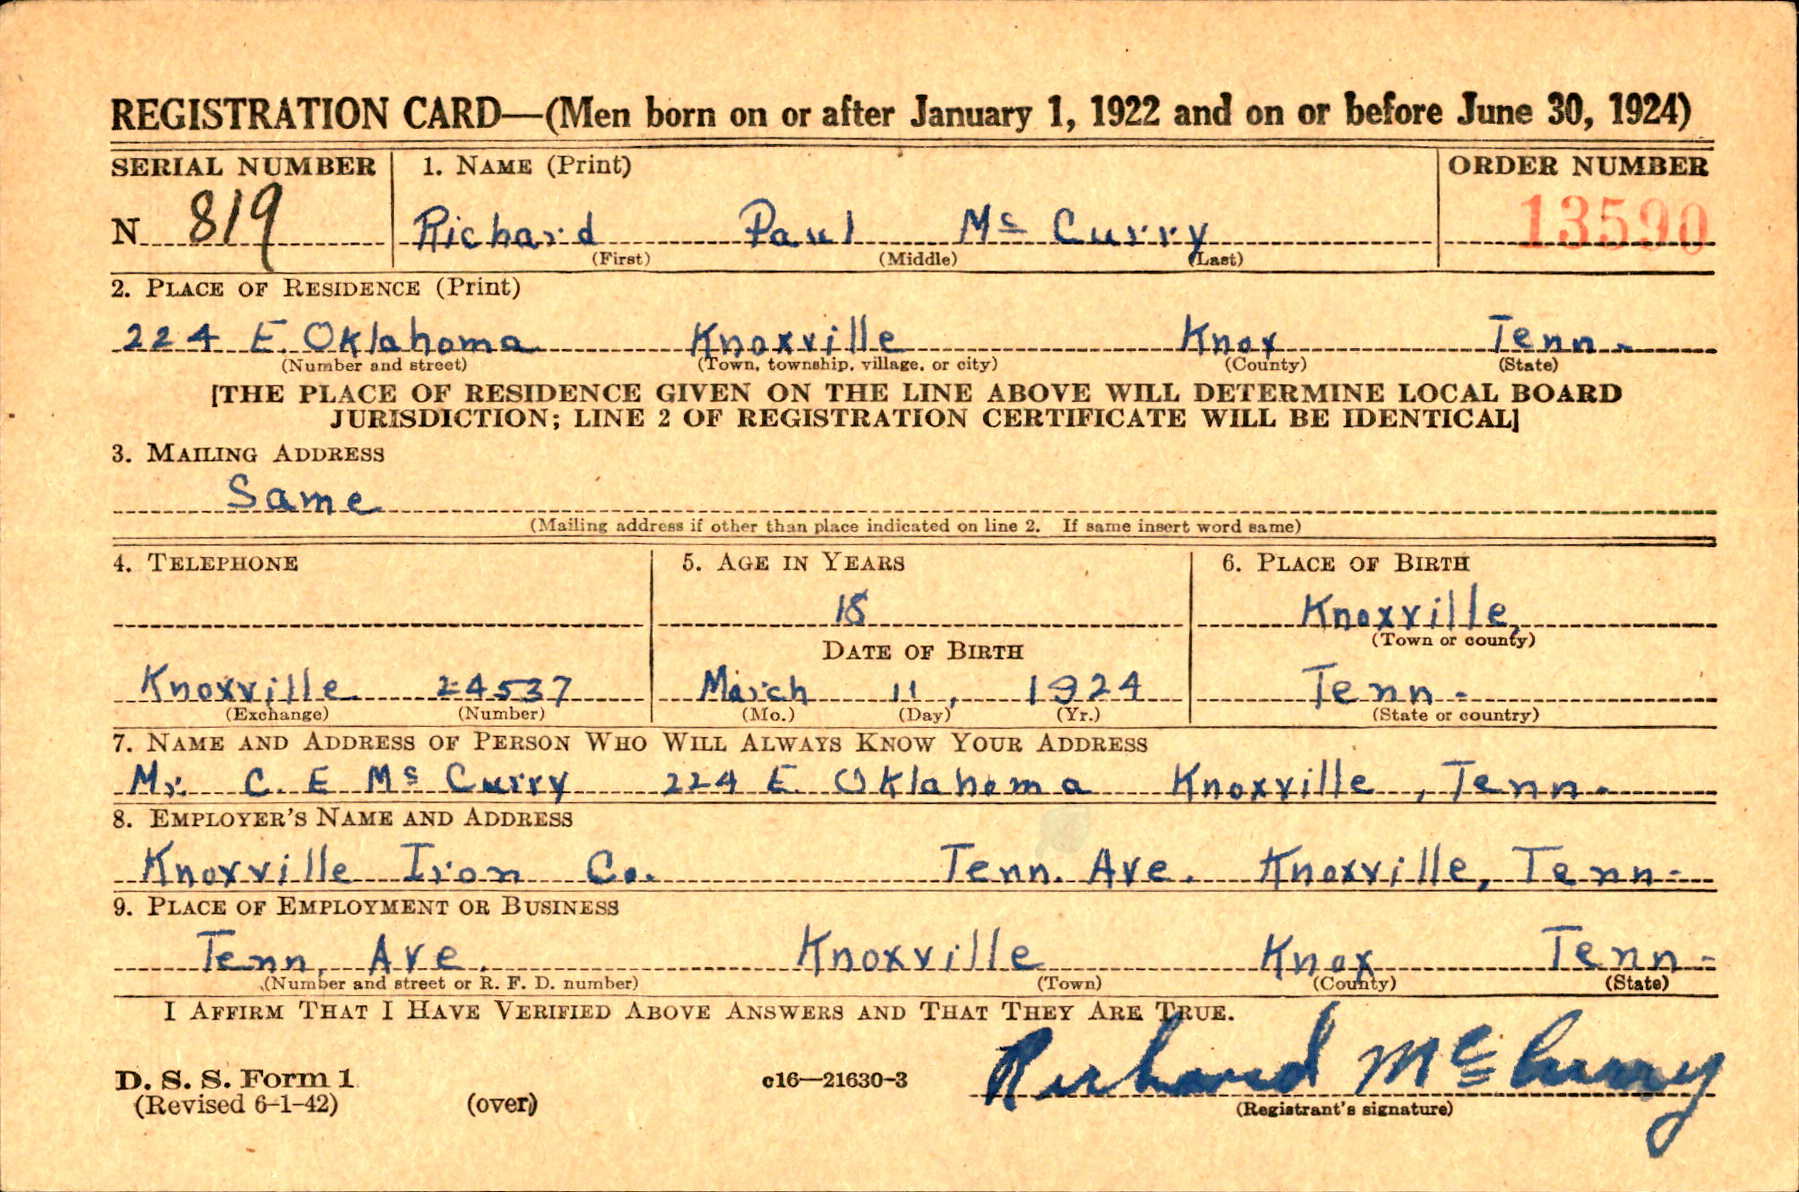 REGISTRATION CARD—(Men born on or after January 1, 1922 and on or before June 30, 1924)
SERIAL NUMBER 1. NAME (Print) ORDER NUMBER
N 819 Richard Paul Mc Curry 13590
(First) (Middle) (Last)
2. PLACE OF RESIDENCE (Print)
224 E. Oklahoma Knoxville Knox Tenn.
(Number and street) (Town, township, village, or city) (County) (State)
[THE PLACE OF RESIDENCE GIVEN ON THE LINE ABOVE WILL DETERMINE LOCAL BOARD
JURISDICTION; LINE 2 OF REGISTRATION CERTIFICATE WILL BE IDENTICAL]
3. MAILING ADDRESS
Same
(Mailing address if other than place indicated on line 2. If same insert word same)
4. TELEPHONE 5. AGE IN YEARS 6. PLACE OF BIRTH
18 Knoxville,
DATE OF BIRTH (Town or county)
Knoxville 24537 March 11, 1924 Tenn.
(Exchange) (Number) (Mo.) (Day) (Yr.) (State or country)
7. NAME AND ADDRESS OF PERSON WHO WILL ALWAYS KNOW YOUR ADDRESS
Mr. C. E Mc Curry 224 E Oklahoma Knoxville, Tenn.
8. EMPLOYER'S NAME AND ADDRESS
Knoxville Iron Co. Tenn. Ave. Knoxville, Tenn.
9. PLACE OF EMPLOYMENT OR BUSINESS
Tenn. Ave. Knoxville Knox Tenn.
(Number and street or R. F. D. number) (Town) (County) (State)
I AFFIRM THAT I HAVE VERIFIED ABOVE ANSWERS AND THAT THEY ARE TRUE.
D. S. S. Form 1 c16—21630-3 Richard McCurry
(Revised 6-1-42) (over) (Registrant's signature)